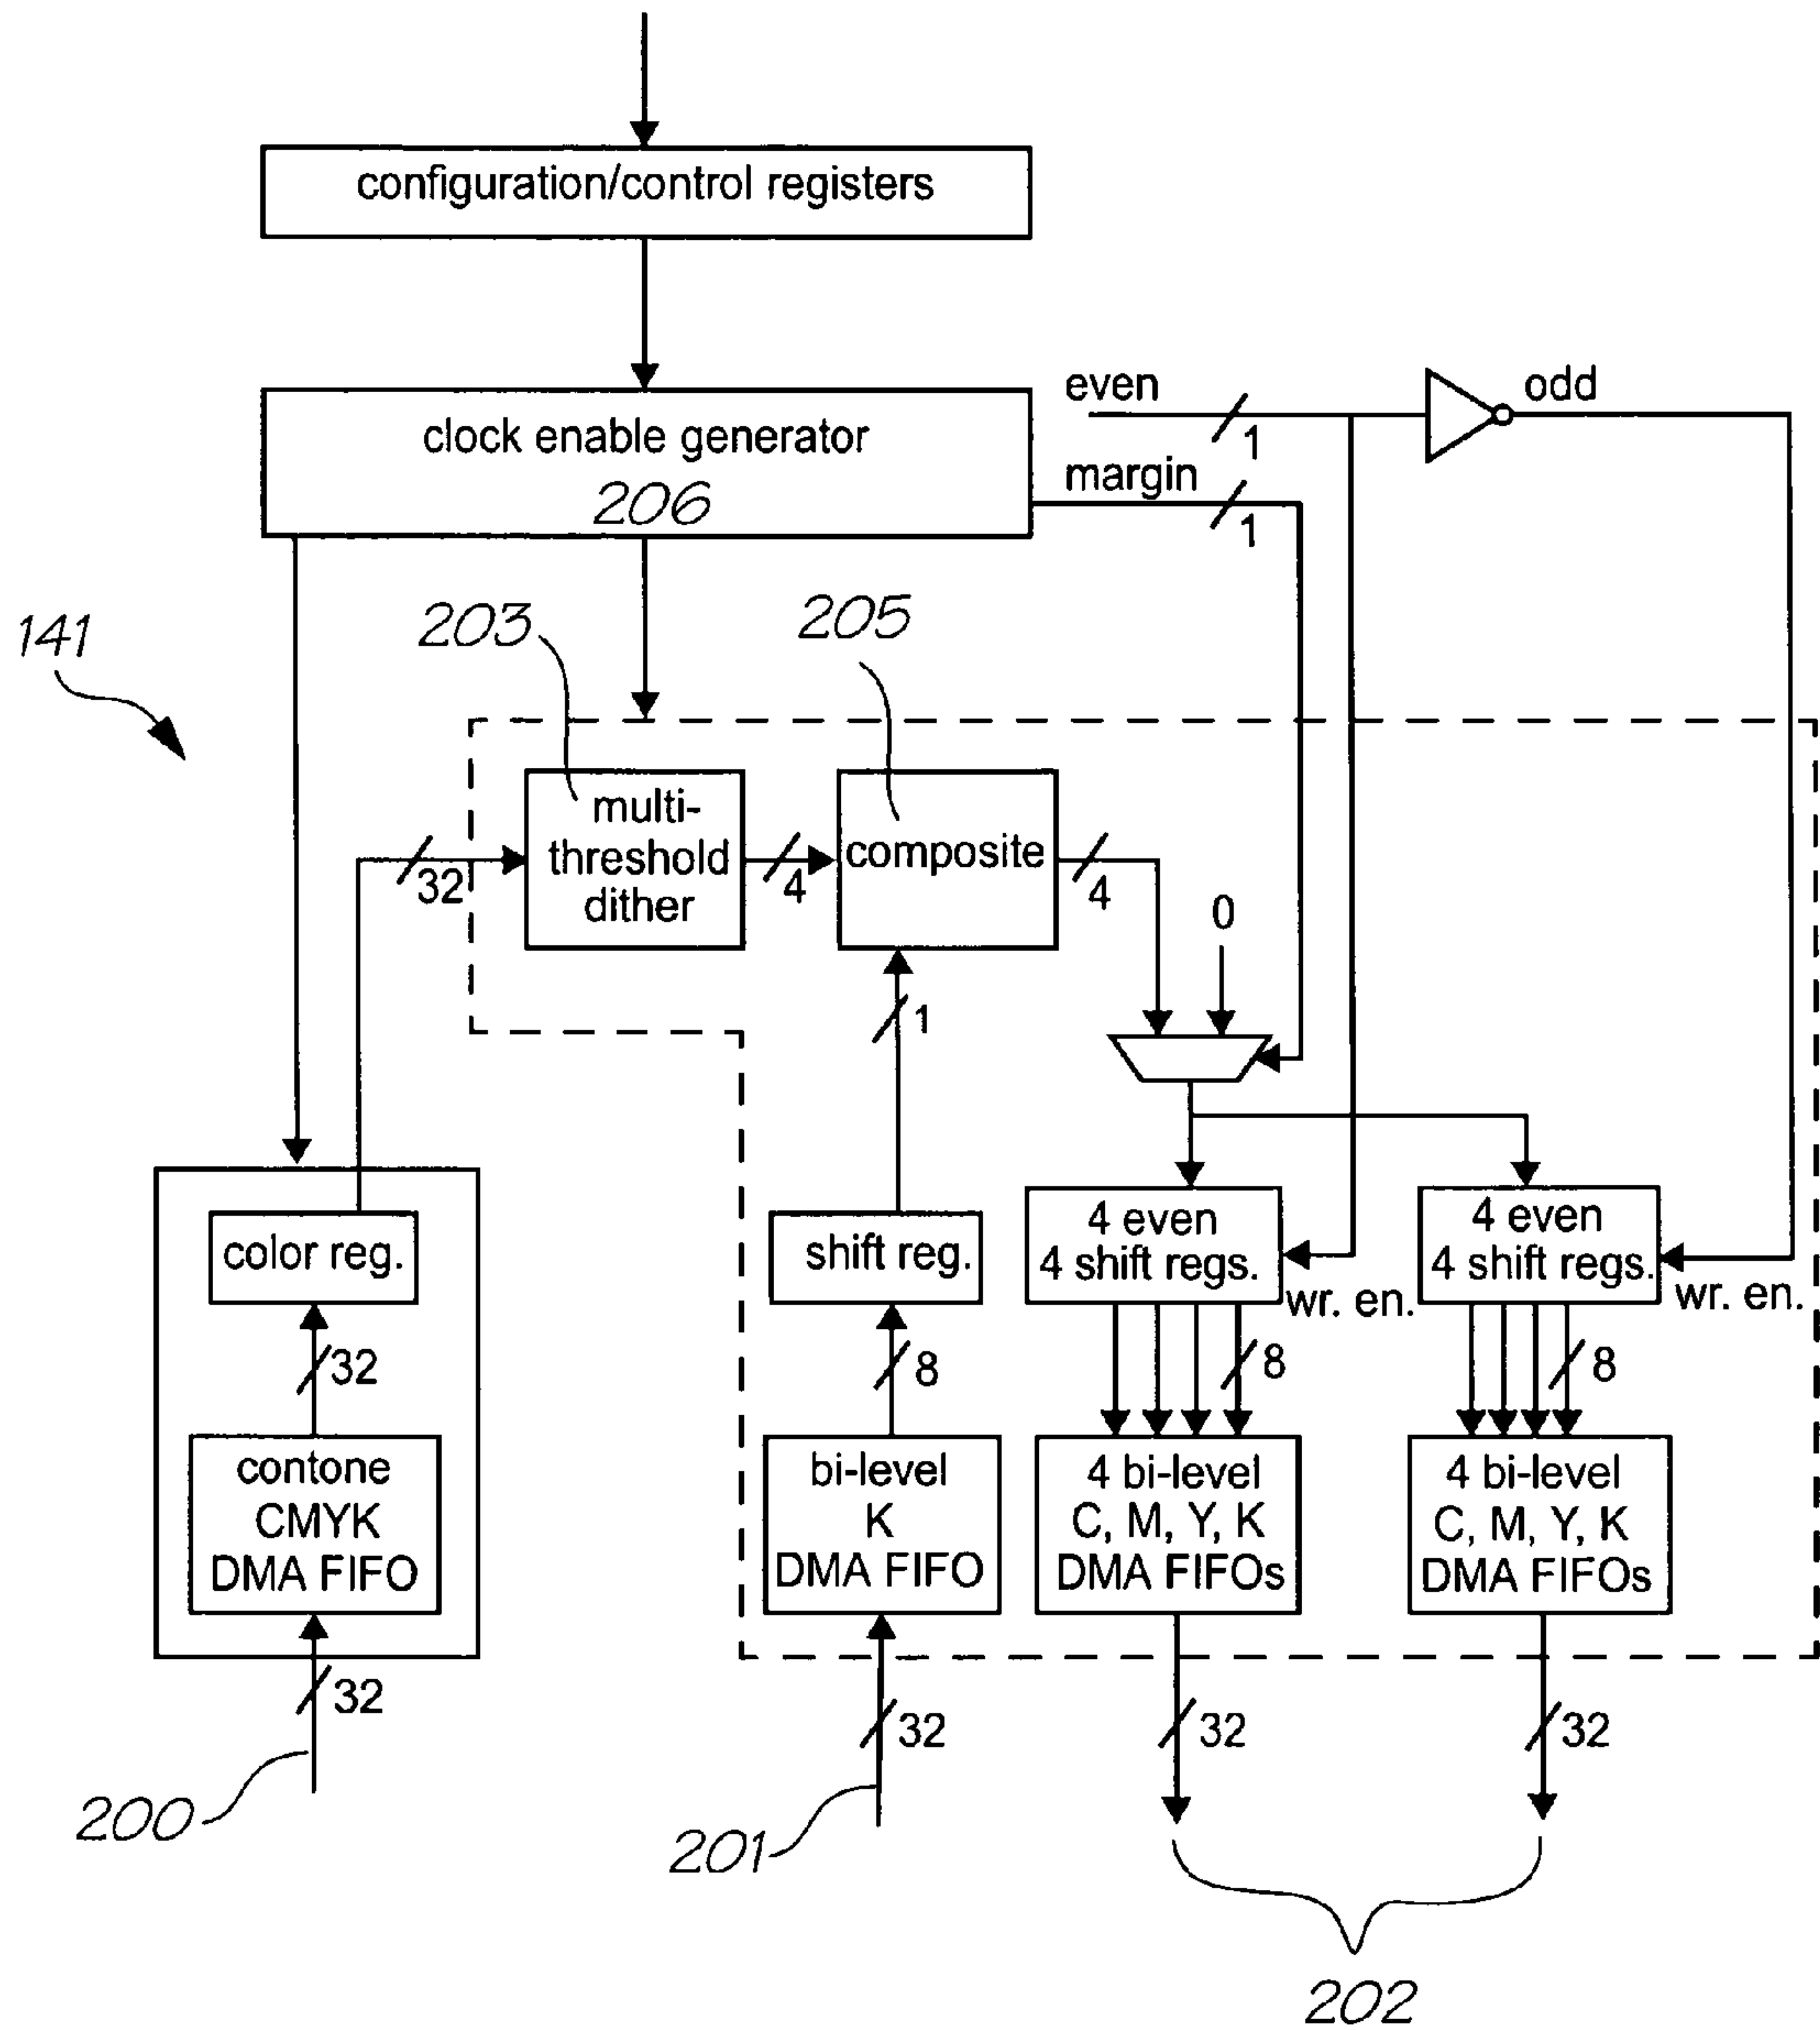 configuration/control registers
even
odd
1
clock enable generator
206
margin
1
141
203
205
multi-
threshold
dither
composite
32
4
4
0
1
color reg.
shift reg.
4 even
4 shift regs.
4 even
4 shift regs.
wr. en.
wr. en.
32
8
8
8
contone
CMYK
DMA FIFO
bi-level
K
DMA FIFO
4 bi-level
C, M, Y, K
DMA FIFOs
4 bi-level
C, M, Y, K
DMA FIFOs
32
32
32
32
200
201
202